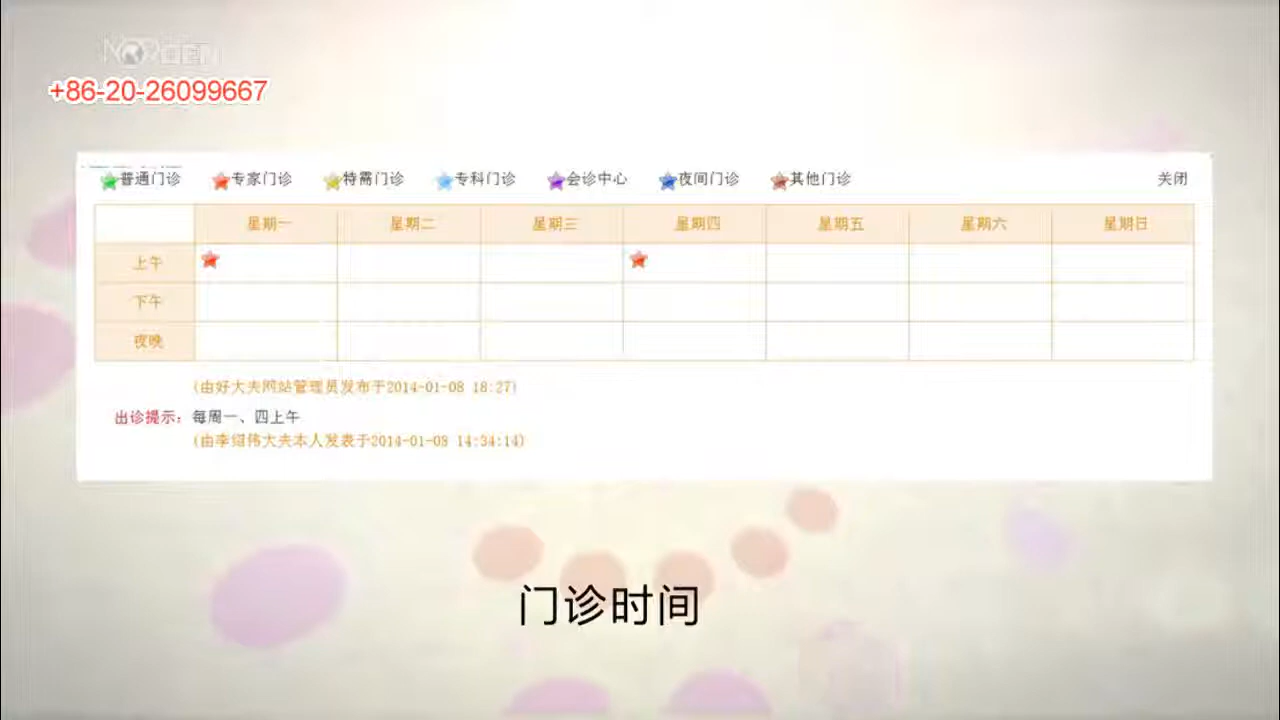 +86-20-26099667
普通门诊 专家门诊 特需门诊 专科门诊 会诊中心 夜间门诊 其他门诊 关闭
星期一 星期二 星期三 星期四 星期五 星期六 星期日
上午
下午
夜晚
(由好大夫网站管理员发布于2014-01-08 18:27)
出诊提示: 每周一、四上午
(由李绍伟大夫本人发表于2014-01-08 14:34:14)
门诊时间